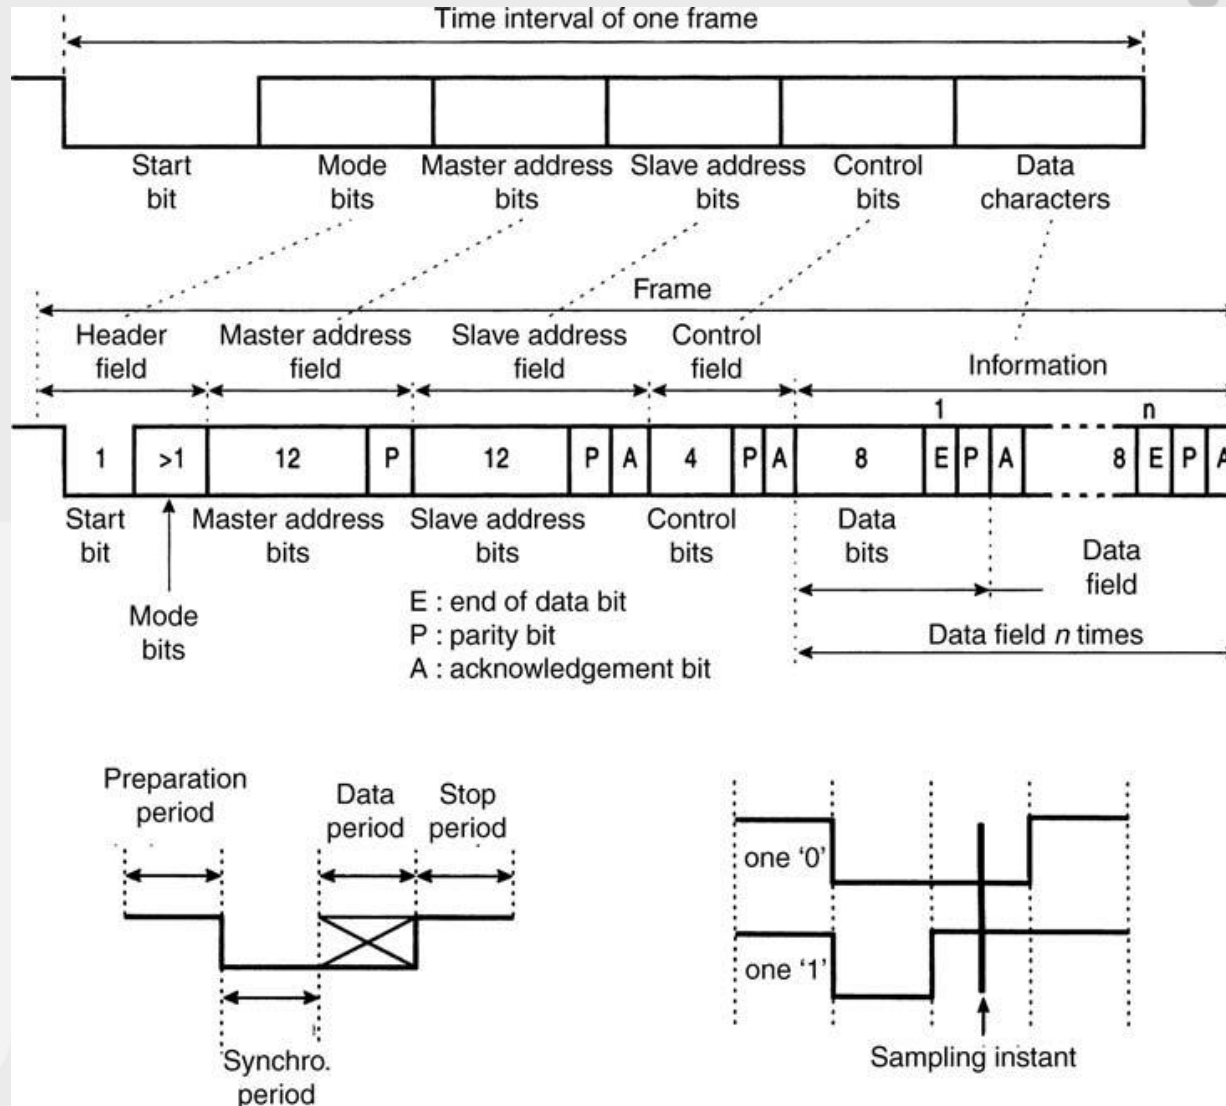 Time interval of one frame
Start bit
Mode bits
Master address bits
Slave address bits
Control bits
Data characters
Frame
Header field
Master address field
Slave address field
Control field
Information
1
n
1
>1
12
P
12
P
A
4
P
A
8
E
P
A
8
E
P
A
Start bit
Mode bits
Master address bits
Slave address bits
Control bits
Data bits
Data field
E : end of data bit
P : parity bit
A : acknowledgement bit
Data field n times
Preparation period
Data period
Stop period
Synchro. period
one ‘0’
one ‘1’
Sampling instant